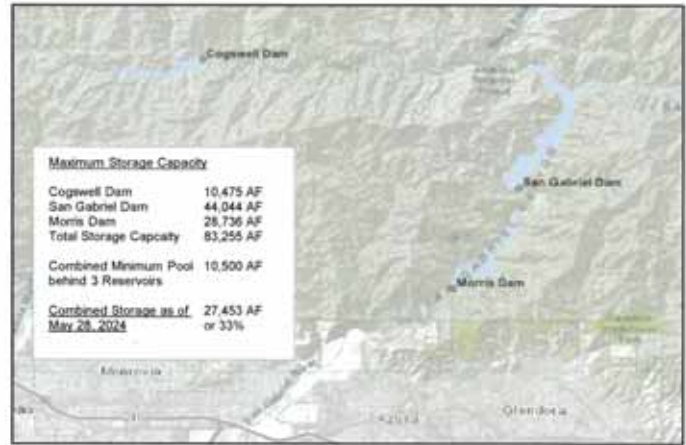 Cogswell Dam
San Gabriel Dam
Morris Dam
Maximum Storage Capacity
Cogswell Dam 10,475 AF
San Gabriel Dam 44,044 AF
Morris Dam 28,736 AF
Total Storage Capcaity 83,255 AF
Combined Minimum Pool 10,500 AF
behind 3 Reservoirs
Combined Storage as of 27,453 AF
May 28, 2024 or 33%
Monrovia
Azusa
Glendora